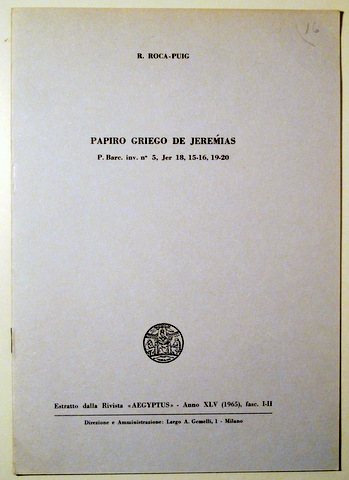 16
R. ROCA-PUIG
PAPIRO GRIEGO DE JEREMÍAS
P. Barc. inv. nº 5, Jer 18, 15-16, 19-20
Estratto dalla Rivista «AEGYPTUS» - Anno XLV (1965), fasc. I-II
Direzione e Amministrazione: Largo A. Gemelli, 1 - Milano